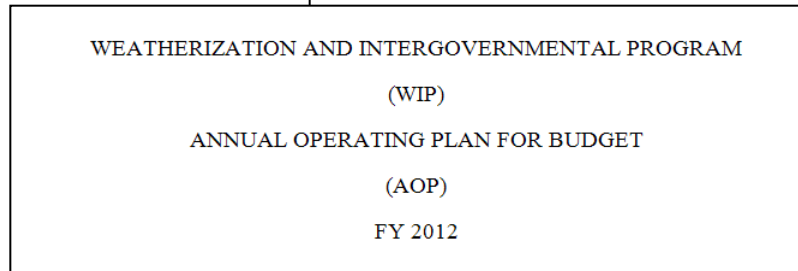 WEATHERIZATION AND INTERGOVERNMENTAL PROGRAM
(WIP)
ANNUAL OPERATING PLAN FOR BUDGET
(AOP)
FY 2012